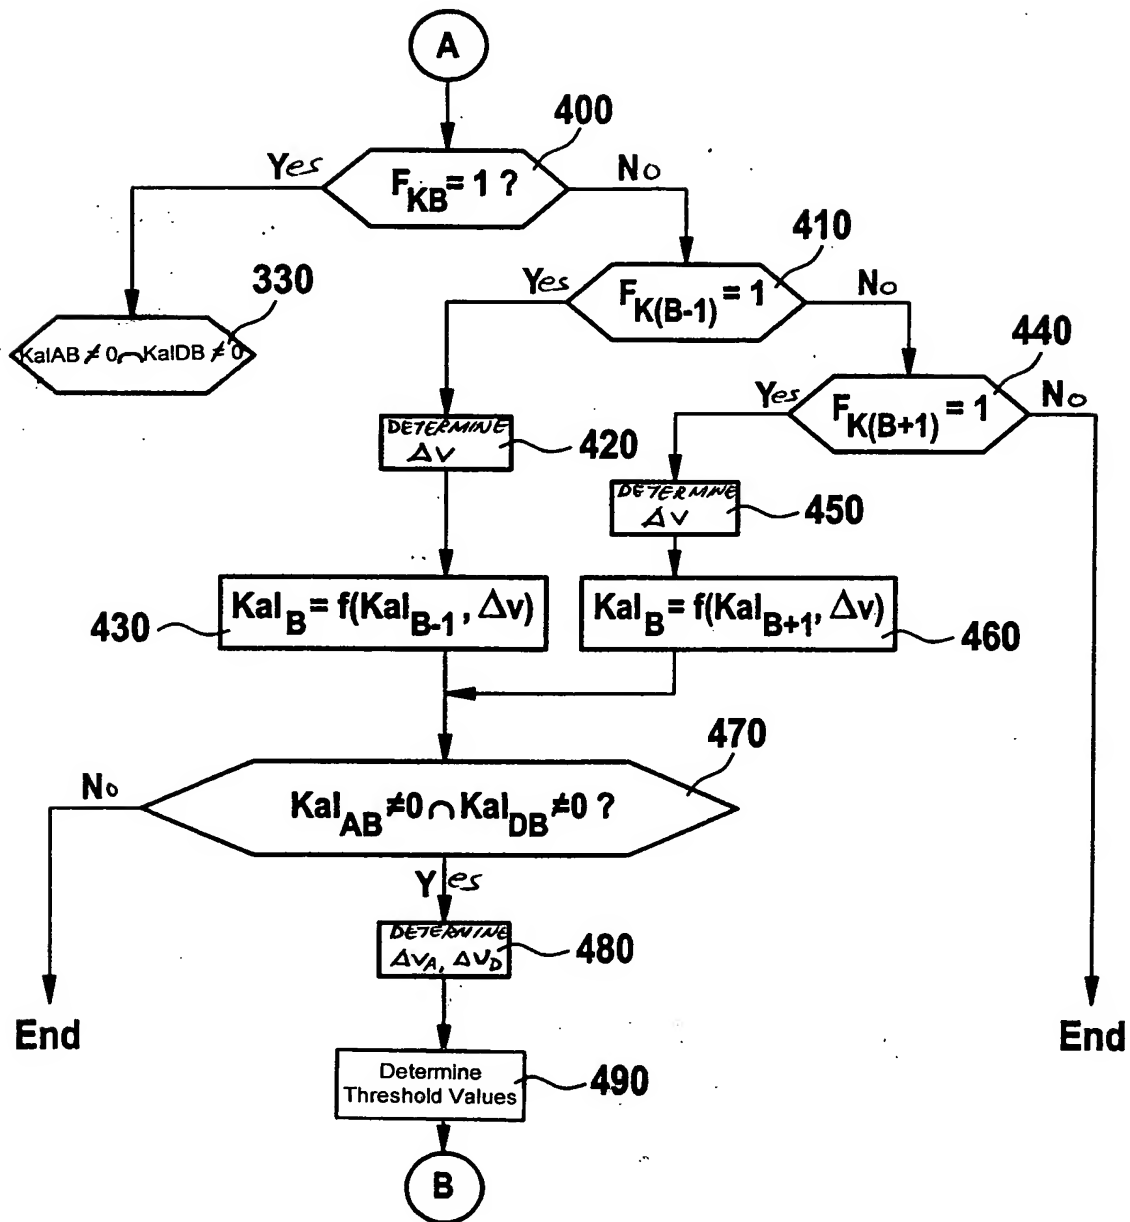 A
400
Yes
F_KB = 1 ?
No
410
Yes
F_K(B-1) = 1
No
330
KalAB ≠ 0 ∩ KalDB ≠ 0
440
Yes
F_K(B+1) = 1
No
DETERMINE
Δv
420
DETERMINE
Δv
450
Kal_B = f(Kal_B-1, Δv)
430
Kal_B = f(Kal_B+1, Δv)
460
470
No
Kal_AB ≠0 ∩ Kal_DB ≠0 ?
Yes
DETERMINE
Δv_A, Δv_D
480
End
End
Determine
Threshold Values
490
B